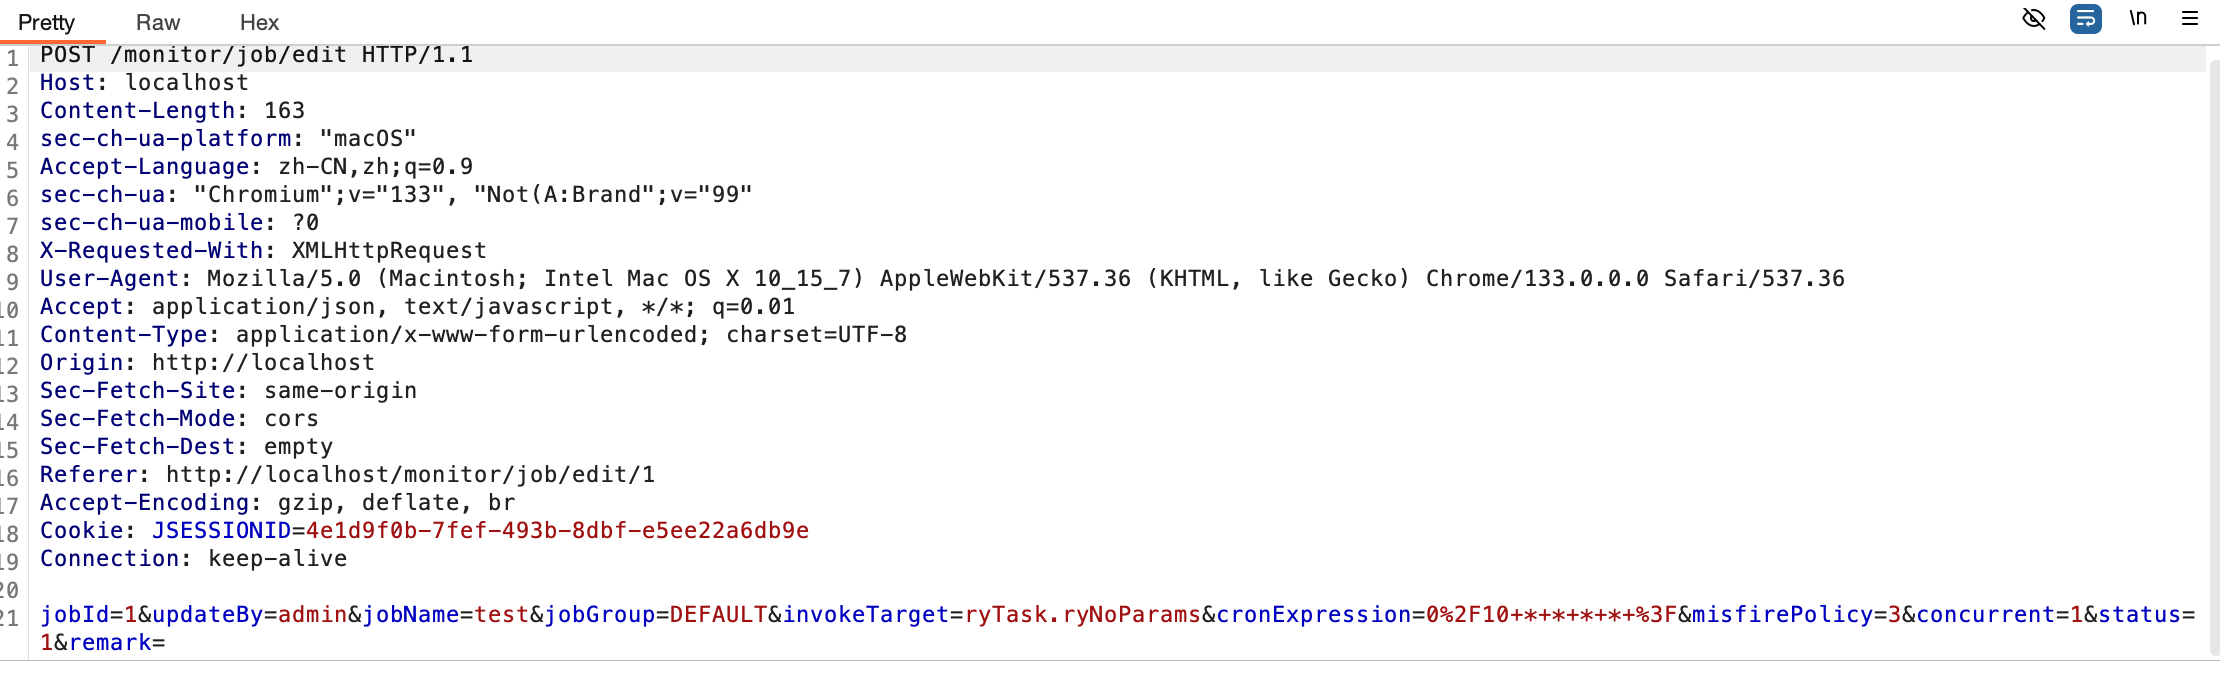 Pretty Raw Hex \n
1 POST /monitor/job/edit HTTP/1.1
2 Host: localhost
3 Content-Length: 163
4 sec-ch-ua-platform: "macOS"
5 Accept-Language: zh-CN,zh;q=0.9
6 sec-ch-ua: "Chromium";v="133", "Not(A:Brand";v="99"
7 sec-ch-ua-mobile: ?0
8 X-Requested-With: XMLHttpRequest
9 User-Agent: Mozilla/5.0 (Macintosh; Intel Mac OS X 10_15_7) AppleWebKit/537.36 (KHTML, like Gecko) Chrome/133.0.0.0 Safari/537.36
10 Accept: application/json, text/javascript, */*; q=0.01
11 Content-Type: application/x-www-form-urlencoded; charset=UTF-8
12 Origin: http://localhost
13 Sec-Fetch-Site: same-origin
14 Sec-Fetch-Mode: cors
15 Sec-Fetch-Dest: empty
16 Referer: http://localhost/monitor/job/edit/1
17 Accept-Encoding: gzip, deflate, br
18 Cookie: JSESSIONID=4e1d9f0b-7fef-493b-8dbf-e5ee22a6db9e
19 Connection: keep-alive
20
21 jobId=1&updateBy=admin&jobName=test&jobGroup=DEFAULT&invokeTarget=ryTask.ryNoParams&cronExpression=0%2F10+*+*+*+*+%3F&misfirePolicy=3&concurrent=1&status=
1&remark=